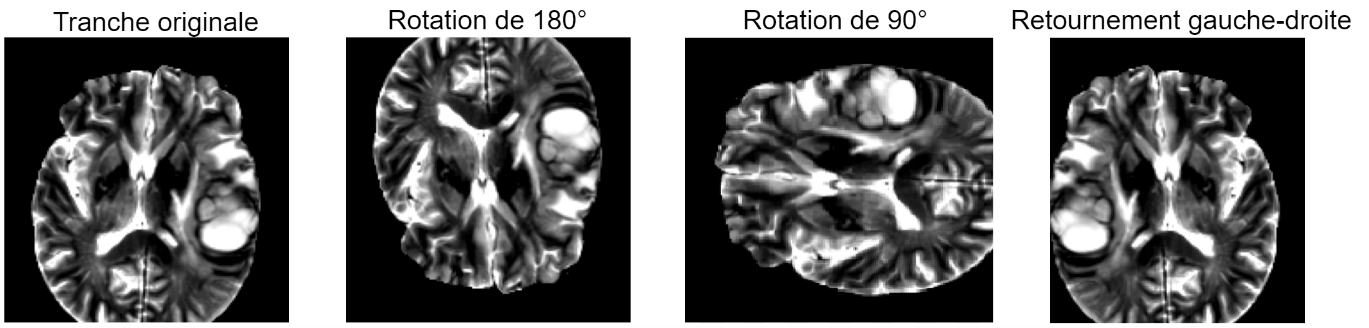 Tranche originale
Rotation de 180°
Rotation de 90°
Retournement gauche-droite